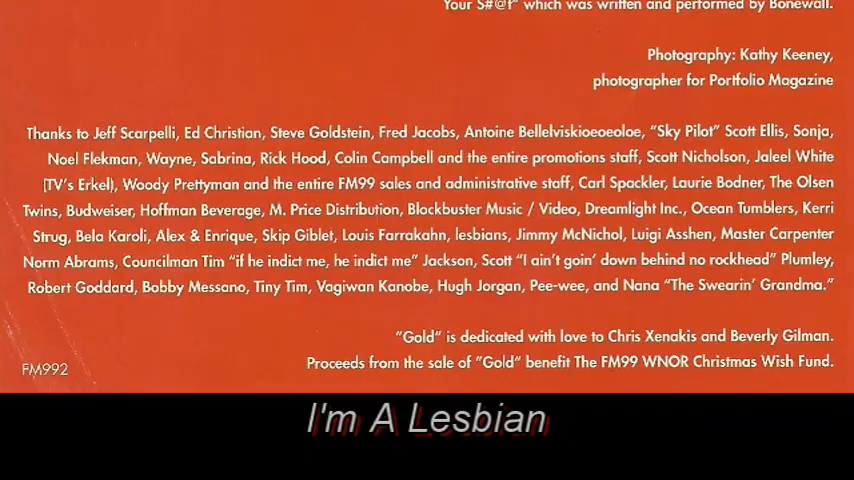 Your S#@t" which was written and performed by Bonewall.
Photography: Kathy Keeney,
photographer for Portfolio Magazine
Thanks to Jeff Scarpelli, Ed Christian, Steve Goldstein, Fred Jacobs, Antoine Bellelviskioeoeoloe, "Sky Pilot" Scott Ellis, Sonja,
Noel Flekman, Wayne, Sabrina, Rick Hood, Colin Campbell and the entire promotions staff, Scott Nicholson, Jaleel White
(TV's Erkel), Woody Prettyman and the entire FM99 sales and administrative staff, Carl Spackler, Laurie Bodner, The Olsen
Twins, Budweiser, Hoffman Beverage, M. Price Distribution, Blockbuster Music / Video, Dreamlight Inc., Ocean Tumblers, Kerri
Strug, Bela Karoli, Alex & Enrique, Skip Giblet, Louis Farrakahn, lesbians, Jimmy McNichol, Luigi Asshen, Master Carpenter
Norm Abrams, Councilman Tim "if he indict me, he indict me" Jackson, Scott "I ain't goin' down behind no rockhead" Plumley,
Robert Goddard, Bobby Messano, Tiny Tim, Vagiwan Kanobe, Hugh Jorgan, Pee-wee, and Nana "The Swearin' Grandma."
"Gold" is dedicated with love to Chris Xenakis and Beverly Gilman.
Proceeds from the sale of "Gold" benefit The FM99 WNOR Christmas Wish Fund.
FM992
I'm A Lesbian